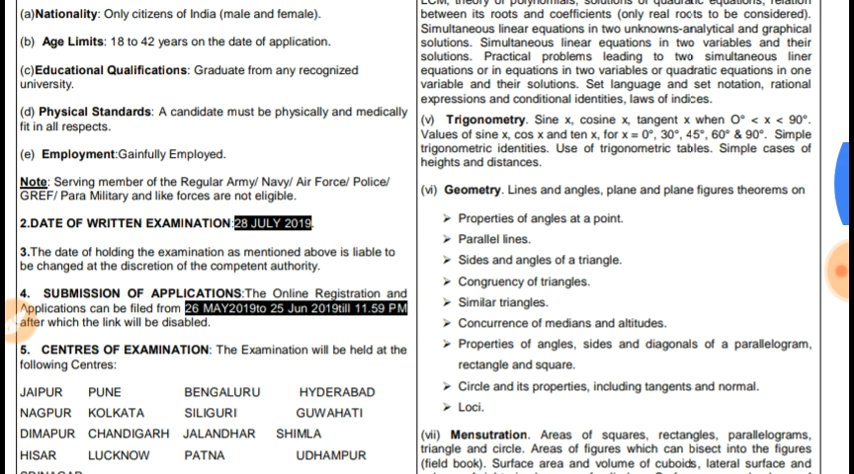 (a)Nationality: Only citizens of India (male and female).
(b) Age Limits: 18 to 42 years on the date of application.
(c)Educational Qualifications: Graduate from any recognized
university.
(d) Physical Standards: A candidate must be physically and medically
fit in all respects.
(e) Employment:Gainfully Employed.
Note: Serving member of the Regular Army/ Navy/ Air Force/ Police/
GREF/ Para Military and like forces are not eligible.
2.DATE OF WRITTEN EXAMINATION:28 JULY 2019.
3.The date of holding the examination as mentioned above is liable to
be changed at the discretion of the competent authority.
4. SUBMISSION OF APPLICATIONS:The Online Registration and
Applications can be filed from 26 MAY2019to 25 Jun 2019till 11.59 PM
after which the link will be disabled.
5. CENTRES OF EXAMINATION: The Examination will be held at the
following Centres:
JAIPUR PUNE BENGALURU HYDERABAD
NAGPUR KOLKATA SILIGURI GUWAHATI
DIMAPUR CHANDIGARH JALANDHAR SHIMLA
HISAR LUCKNOW PATNA UDHAMPUR
LCM, theory of polynomials, solutions of quadratic equations, relation
between its roots and coefficients (only real roots to be considered).
Simultaneous linear equations in two unknowns-analytical and graphical
solutions. Simultaneous linear equations in two variables and their
solutions. Practical problems leading to two simultaneous liner
equations or in equations in two variables or quadratic equations in one
variable and their solutions. Set language and set notation, rational
expressions and conditional identities, laws of indices.
(v) Trigonometry. Sine x, cosine x, tangent x when O° < x < 90°.
Values of sine x, cos x and ten x, for x = 0°, 30°, 45°, 60° & 90°. Simple
trigonometric identities. Use of trigonometric tables. Simple cases of
heights and distances.
(vi) Geometry. Lines and angles, plane and plane figures theorems on
➢ Properties of angles at a point.
➢ Parallel lines.
➢ Sides and angles of a triangle.
➢ Congruency of triangles.
➢ Similar triangles.
➢ Concurrence of medians and altitudes.
➢ Properties of angles, sides and diagonals of a parallelogram,
rectangle and square.
➢ Circle and its properties, including tangents and normal.
➢ Loci.
(vii) Mensutration. Areas of squares, rectangles, parallelograms,
triangle and circle. Areas of figures which can bisect into the figures
(field book). Surface area and volume of cuboids, lateral surface and